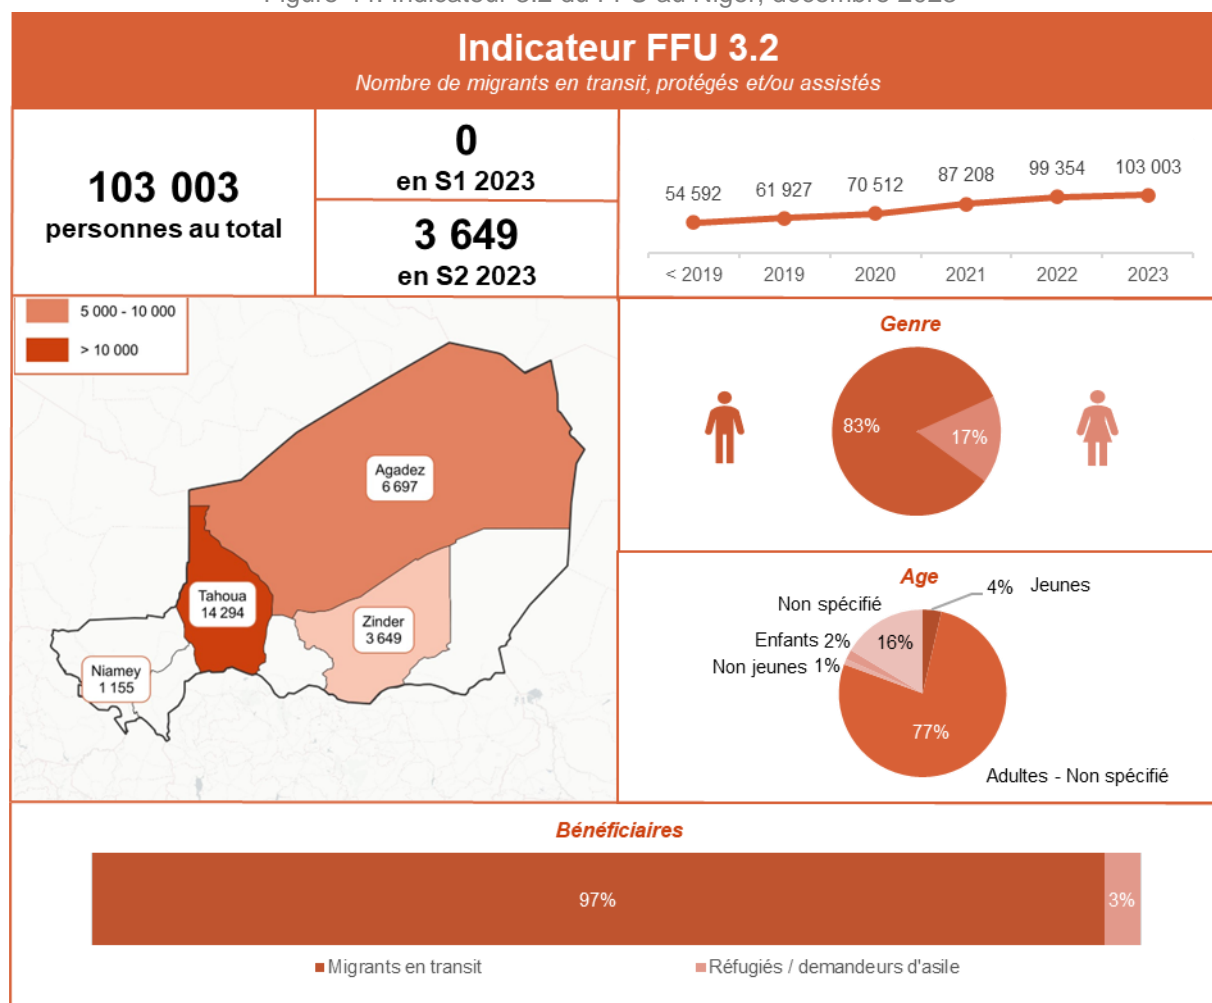 Indicateur FFU 3.2
Nombre de migrants en transit, protégés et/ou assistés
103 003
personnes au total
0
en S1 2023
3 649
en S2 2023
54 592
61 927
70 512
87 208
99 354
103 003
< 2019
2019
2020
2021
2022
2023
5 000 - 10 000
> 10 000
Agadez
6 697
Tahoua
14 294
Zinder
3 649
Niamey
1 155
Genre
83%
17%
Age
4% Jeunes
Non spécifié
16%
Enfants 2%
Non jeunes 1%
77%
Adultes - Non spécifié
Bénéficiaires
97%
3%
Migrants en transit
Réfugiés / demandeurs d'asile